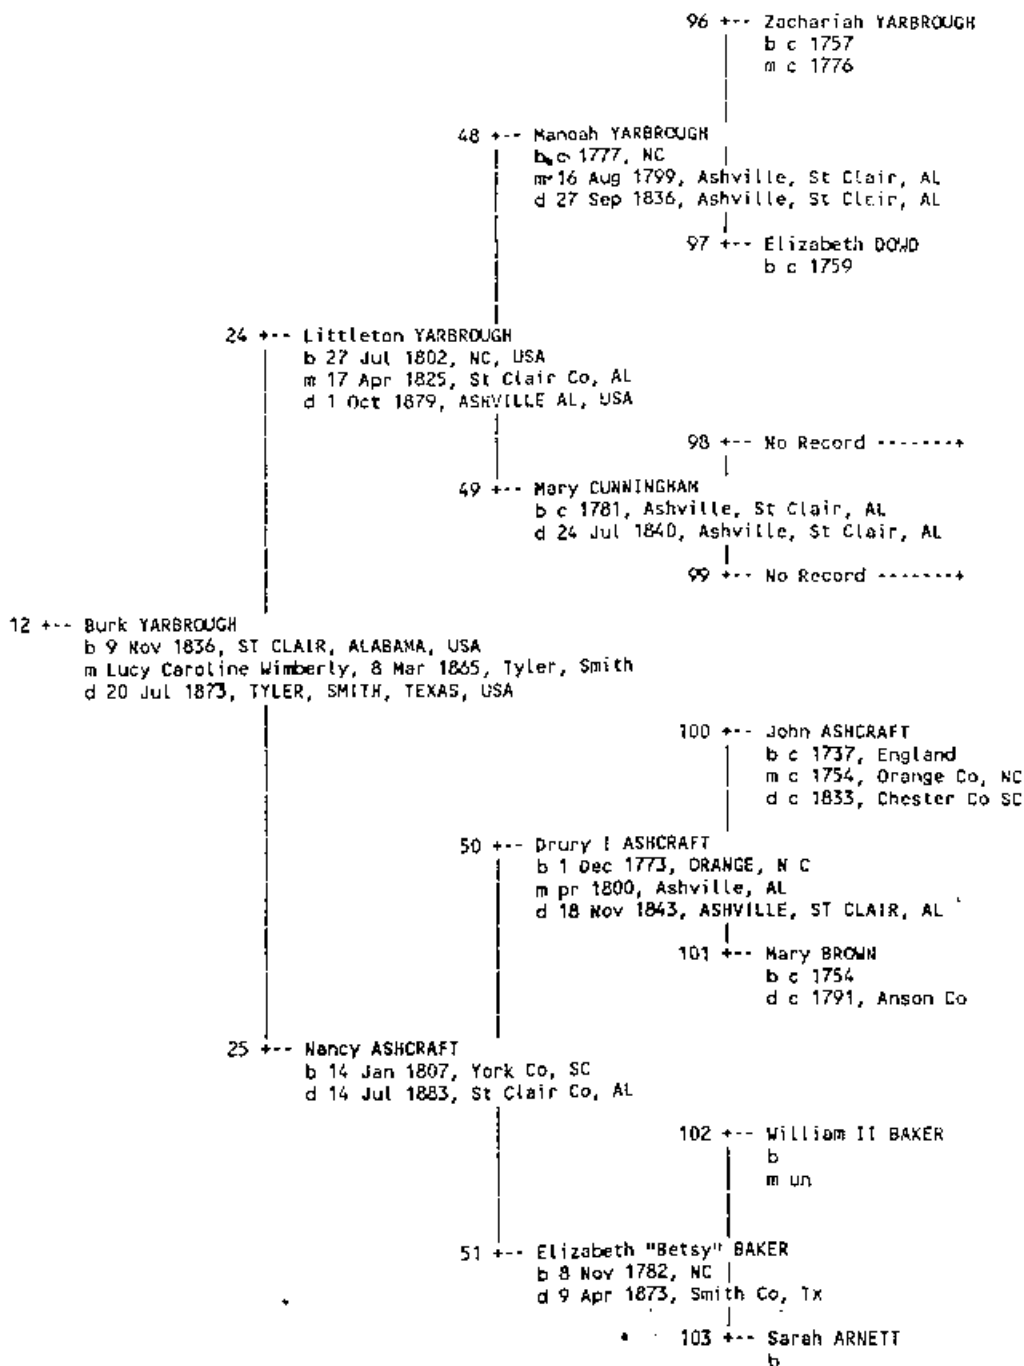 96 +-- Zachariah YARBROUGH
b c 1757
m c 1776
48 +-- Manoah YARBROUGH
b c 1777, NC
m 16 Aug 1799, Ashville, St Clair, AL
d 27 Sep 1836, Ashville, St Clair, AL
97 +-- Elizabeth DOWD
b c 1759
24 +-- Littleton YARBROUGH
b 27 Jul 1802, NC, USA
m 17 Apr 1825, St Clair Co, AL
d 1 Oct 1879, ASHVILLE AL, USA
98 +-- No Record -------+
49 +-- Mary CUNNINGHAM
b c 1781, Ashville, St Clair, AL
d 24 Jul 1840, Ashville, St Clair, AL
99 +-- No Record -------+
12 +-- Burk YARBROUGH
b 9 Nov 1836, ST CLAIR, ALABAMA, USA
m Lucy Caroline Wimberly, 8 Mar 1865, Tyler, Smith
d 20 Jul 1873, TYLER, SMITH, TEXAS, USA
100 +-- John ASHCRAFT
b c 1737, England
m c 1754, Orange Co, NC
d c 1833, Chester Co SC
50 +-- Drury I ASHCRAFT
b 1 Dec 1773, ORANGE, N C
m pr 1800, Ashville, AL
d 18 Nov 1843, ASHVILLE, ST CLAIR, AL
101 +-- Mary BROWN
b c 1754
d c 1791, Anson Co
25 +-- Nancy ASHCRAFT
b 14 Jan 1807, York Co, SC
d 14 Jul 1883, St Clair Co, AL
102 +-- William II BAKER
b
m un
51 +-- Elizabeth "Betsy" BAKER
b 8 Nov 1782, NC
d 9 Apr 1873, Smith Co, Tx
103 +-- Sarah ARNETT
b